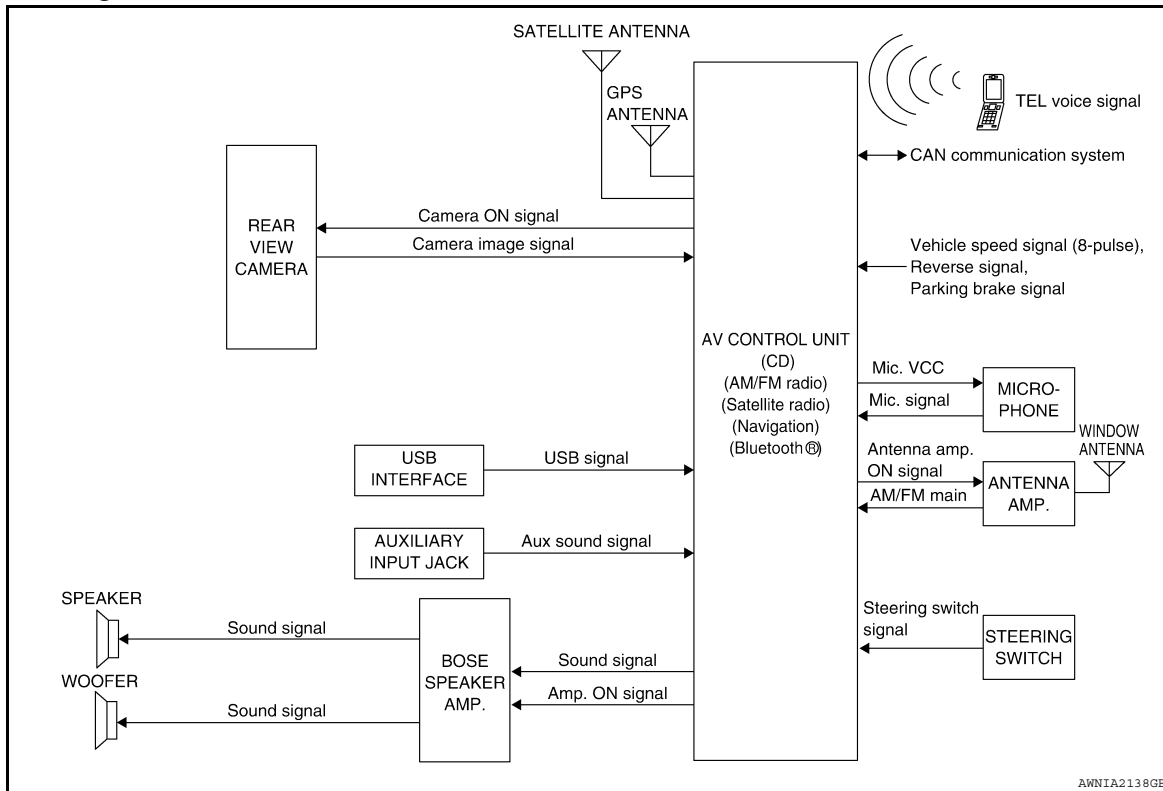 SATELLITE ANTENNA
GPS
ANTENNA
TEL voice signal
CAN communication system
REAR
VIEW
CAMERA
Camera ON signal
Camera image signal
Vehicle speed signal (8-pulse),
Reverse signal,
Parking brake signal
AV CONTROL UNIT
(CD)
(AM/FM radio)
(Satellite radio)
(Navigation)
(Bluetooth®)
Mic. VCC
Mic. signal
MICRO-
PHONE
WINDOW
ANTENNA
Antenna amp.
ON signal
AM/FM main
ANTENNA
AMP.
USB
INTERFACE
USB signal
AUXILIARY
INPUT JACK
Aux sound signal
SPEAKER
Sound signal
WOOFER
Sound signal
BOSE
SPEAKER
AMP.
Sound signal
Amp. ON signal
Steering switch
signal
STEERING
SWITCH
AWNIA2138GB